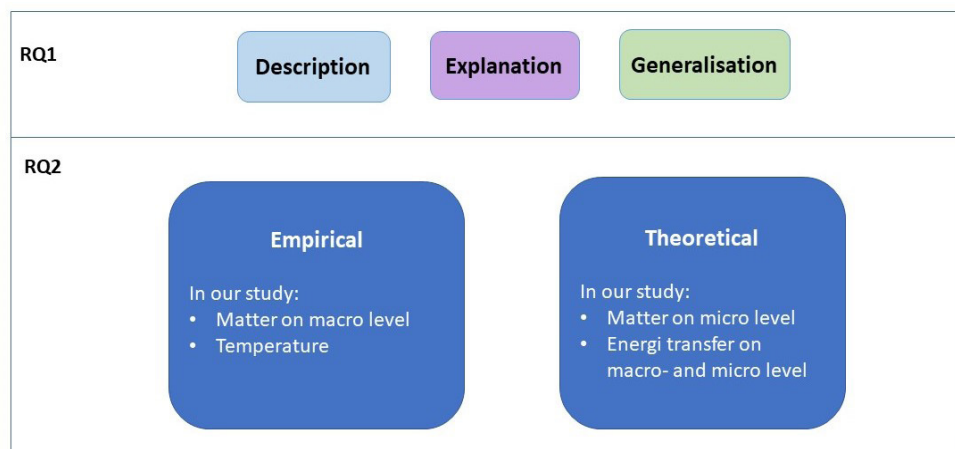 RQ1
Description
Explanation
Generalisation
RQ2
Empirical
In our study:
• Matter on macro level
• Temperature
Theoretical
In our study:
• Matter on micro level
• Energi transfer on
macro- and micro level